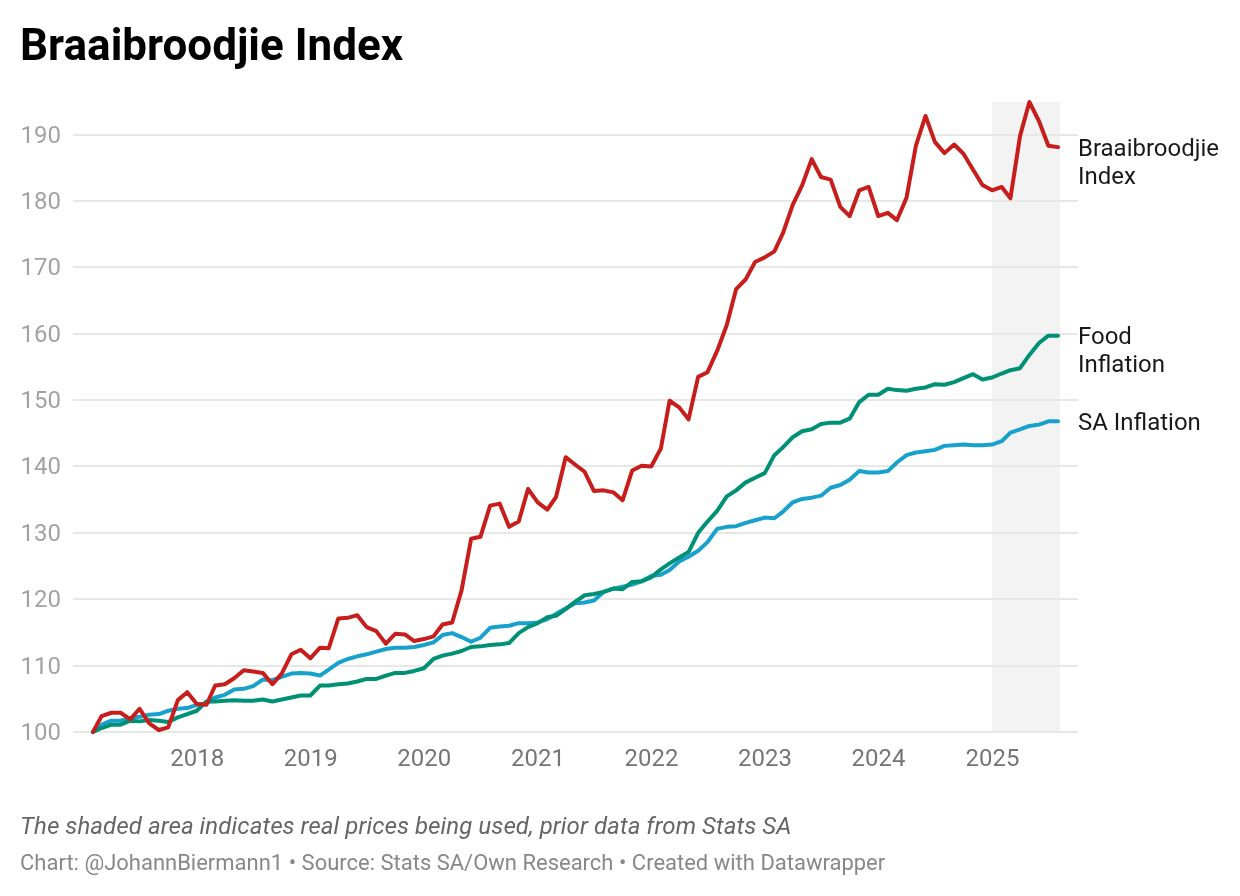 Braaibroodjie Index
190
180
170
160
150
140
130
120
110
100
Braaibroodjie
Index
Food
Inflation
SA Inflation
2018 2019 2020 2021 2022 2023 2024 2025
The shaded area indicates real prices being used, prior data from Stats SA
Chart: @JohannBiermann1 • Source: Stats SA/Own Research • Created with Datawrapper